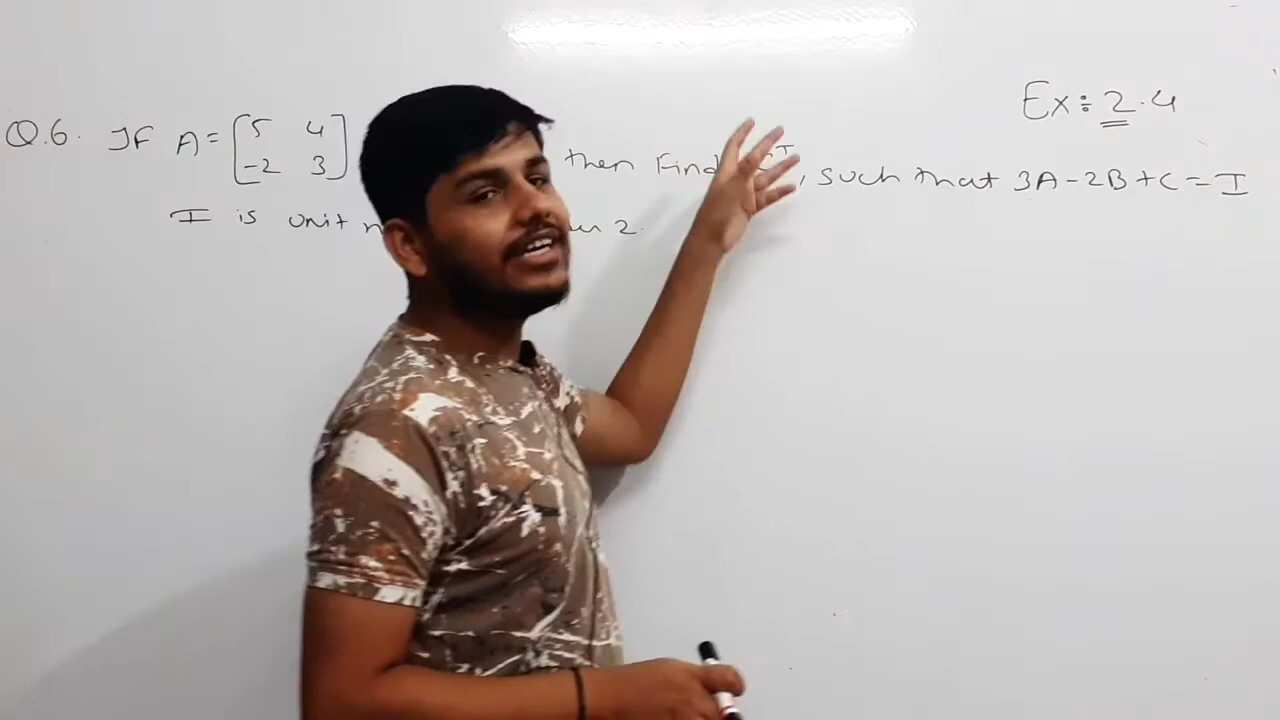 Ex÷ 2.4
Q.6. IF A = [5 4 then Find , such that 3A - 2B + C = I
-2 3]
I is unit 2.